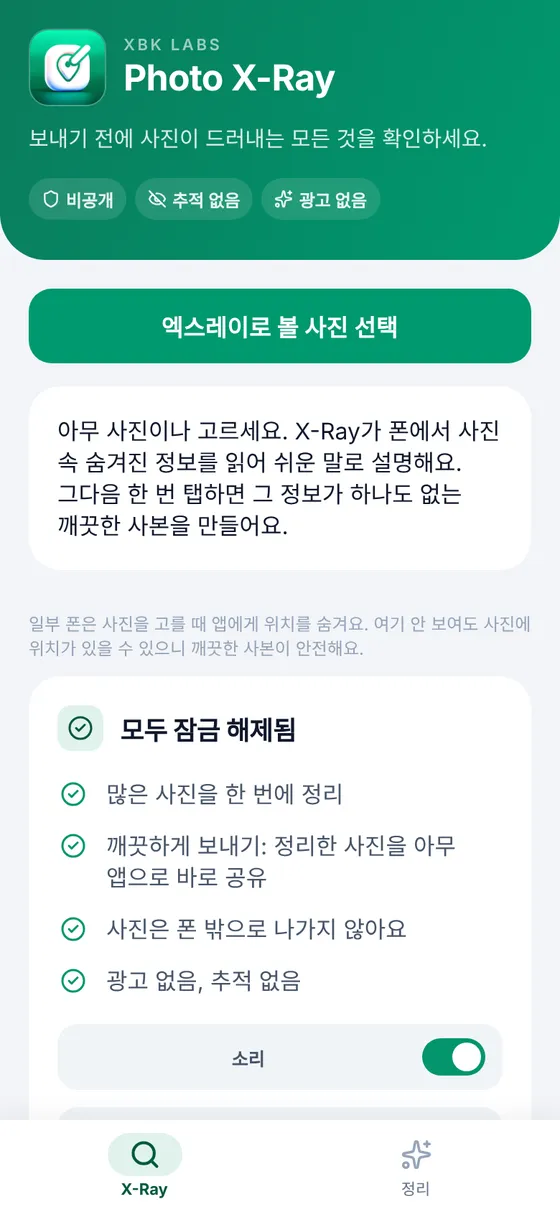 XBK LABS
Photo X-Ray
보내기 전에 사진이 드러내는 모든 것을 확인하세요.
비공개
추적 없음
광고 없음
엑스레이로 볼 사진 선택
아무 사진이나 고르세요. X-Ray가 폰에서 사진
속 숨겨진 정보를 읽어 쉬운 말로 설명해요.
그다음 한 번 탭하면 그 정보가 하나도 없는
깨끗한 사본을 만들어요.
일부 폰은 사진을 고를 때 앱에게 위치를 숨겨요. 여기 안 보여도 사진에
위치가 있을 수 있으니 깨끗한 사본이 안전해요.
모두 잠금 해제됨
많은 사진을 한 번에 정리
깨끗하게 보내기: 정리한 사진을 아무
앱으로 바로 공유
사진은 폰 밖으로 나가지 않아요
광고 없음, 추적 없음
소리
X-Ray
정리